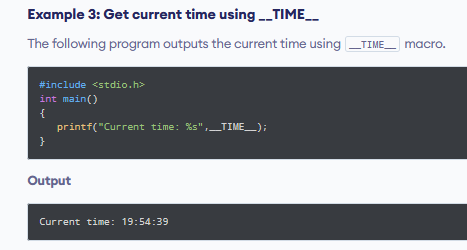 Example 3: Get current time using __TIME__
The following program outputs the current time using __TIME__ macro.
#include <stdio.h>
int main()
{
   printf("Current time: %s",__TIME__);
}
Output
Current time: 19:54:39